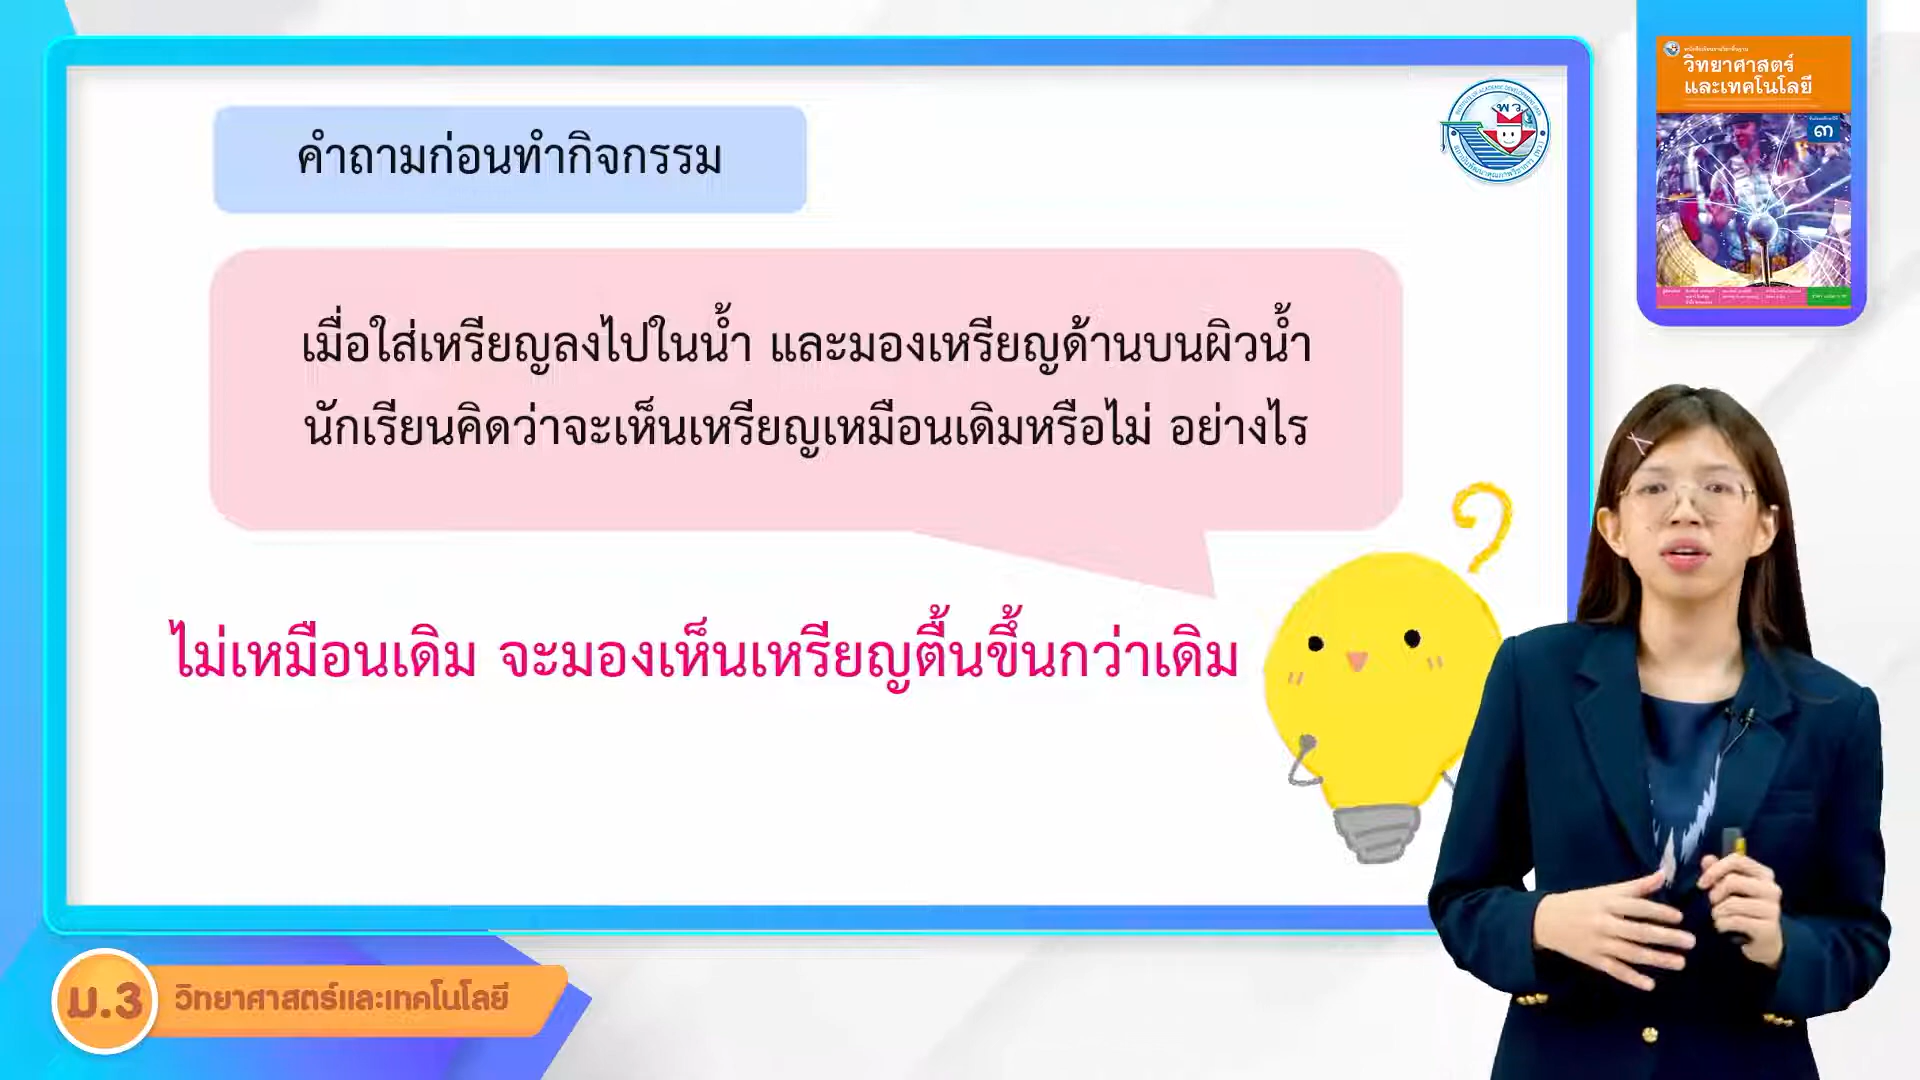 คำถามก่อนทำกิจกรรม
เมื่อใส่เหรียญลงไปในน้ำ และมองเหรียญด้านบนผิวน้ำ
นักเรียนคิดว่าจะเห็นเหรียญเหมือนเดิมหรือไม่ อย่างไร
ไม่เหมือนเดิม จะมองเห็นเหรียญตื้นขึ้นกว่าเดิม
วิทยาศาสตร์
และเทคโนโลยี
๓
พว.
ม.3 วิทยาศาสตร์และเทคโนโลยี